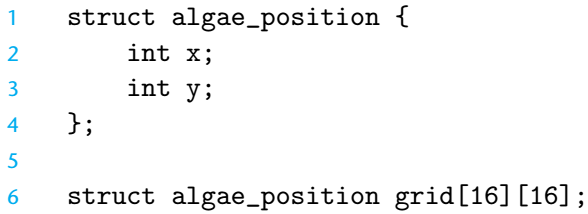 1 struct algae_position {
2 int x;
3 int y;
4 };
5
6 struct algae_position grid[16][16];